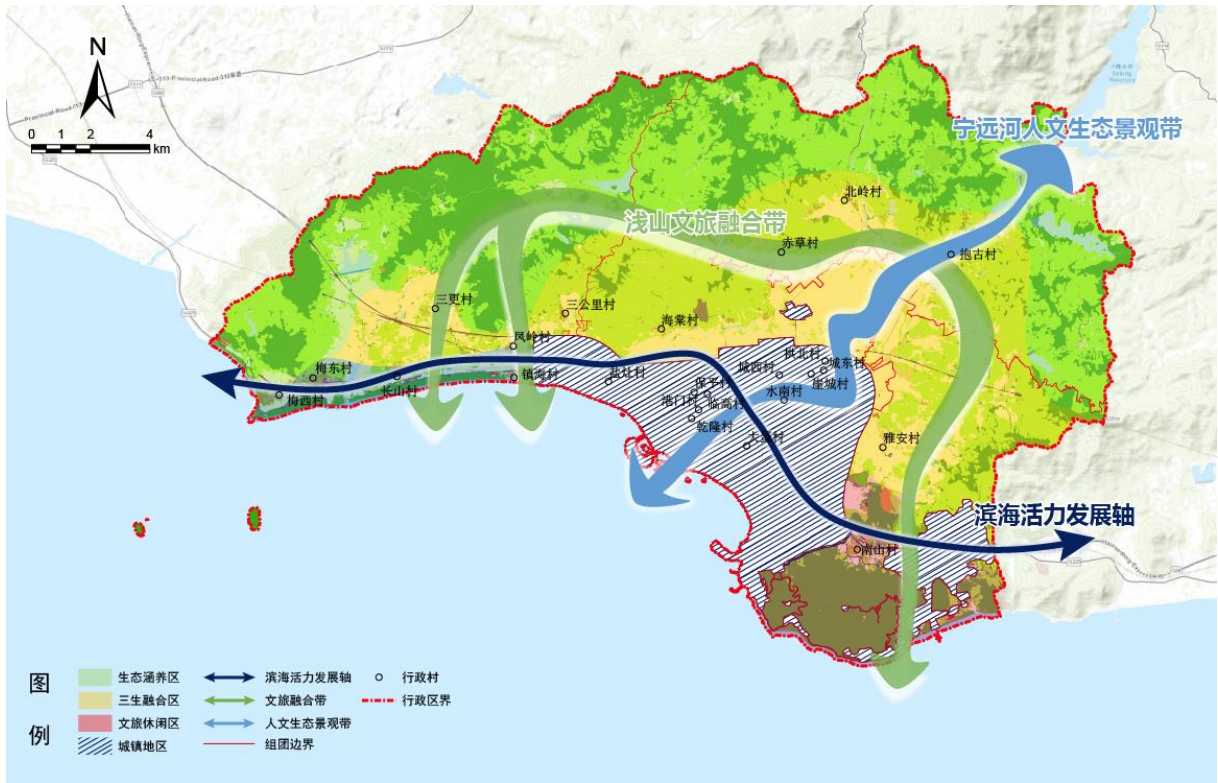 N
0 1 2 4
km
宁远河人文生态景观带
浅山文旅融合带
滨海活力发展轴
北岭村
赤草村
抱古村
三更村
三公里村
海棠村
凤岭村
梅东村
梅西村
长山村
镇海村
盐灶村
拱北村
城东村
城西村
崖城村
保平村
水南村
港门村
临高村
乾隆村
大蛋村
雅安村
南山村
图
例
生态涵养区
三生融合区
文旅休闲区
城镇地区
滨海活力发展轴
文旅融合带
人文生态景观带
组团边界
行政村
行政区界